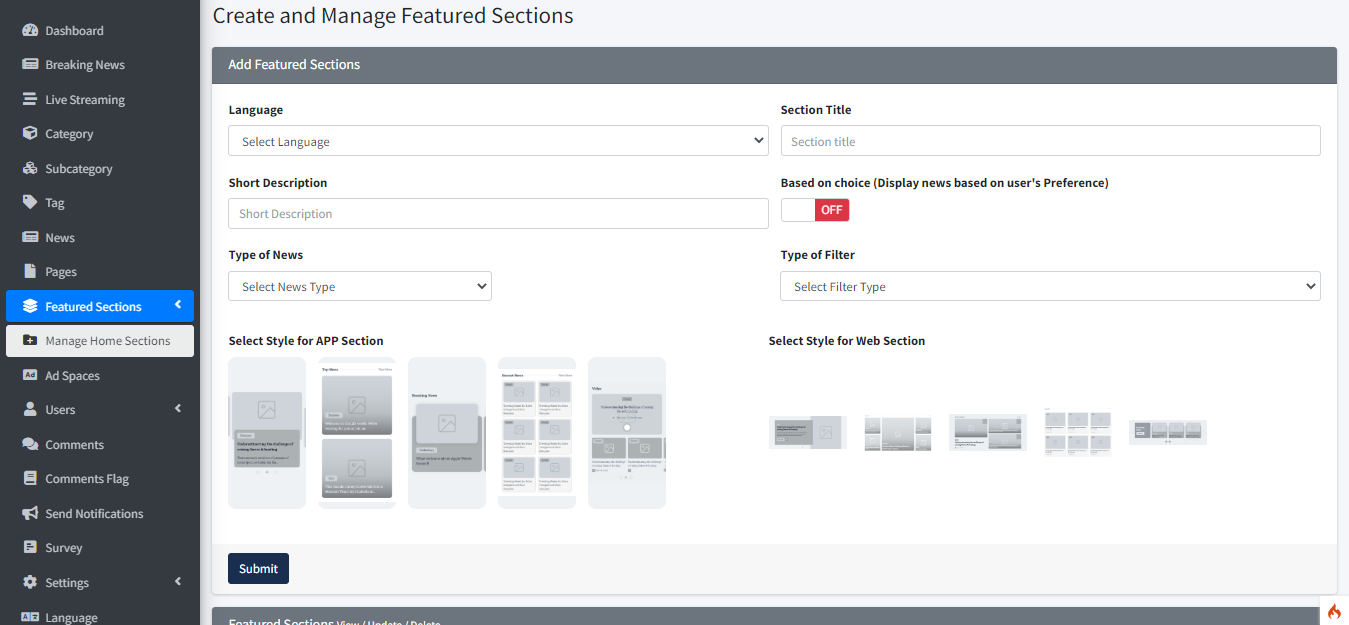 Create and Manage Featured Sections
Dashboard
Breaking News
Live Streaming
Category
Subcategory
Tag
News
Pages
Featured Sections
Manage Home Sections
Ad Spaces
Users
Comments
Comments Flag
Send Notifications
Survey
Settings
Language
Add Featured Sections
Language
Section Title
Select Language
Section title
Short Description
Based on choice (Display news based on user's Preference)
Short Description
OFF
Type of News
Type of Filter
Select News Type
Select Filter Type
Select Style for APP Section
Select Style for Web Section
Submit
Featured Sections View / Update / Delete